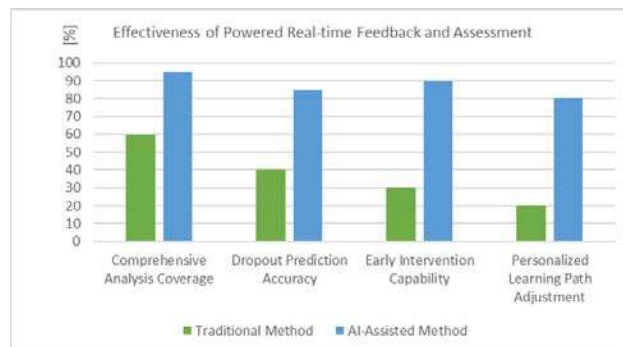 [%]
Effectiveness of Powered Real-time Feedback and Assessment
100
90
80
70
60
50
40
30
20
10
0
Comprehensive
Analysis Coverage
Dropout Prediction
Accuracy
Early Intervention
Capability
Personalized
Learning Path
Adjustment
Traditional Method
AI-Assisted Method